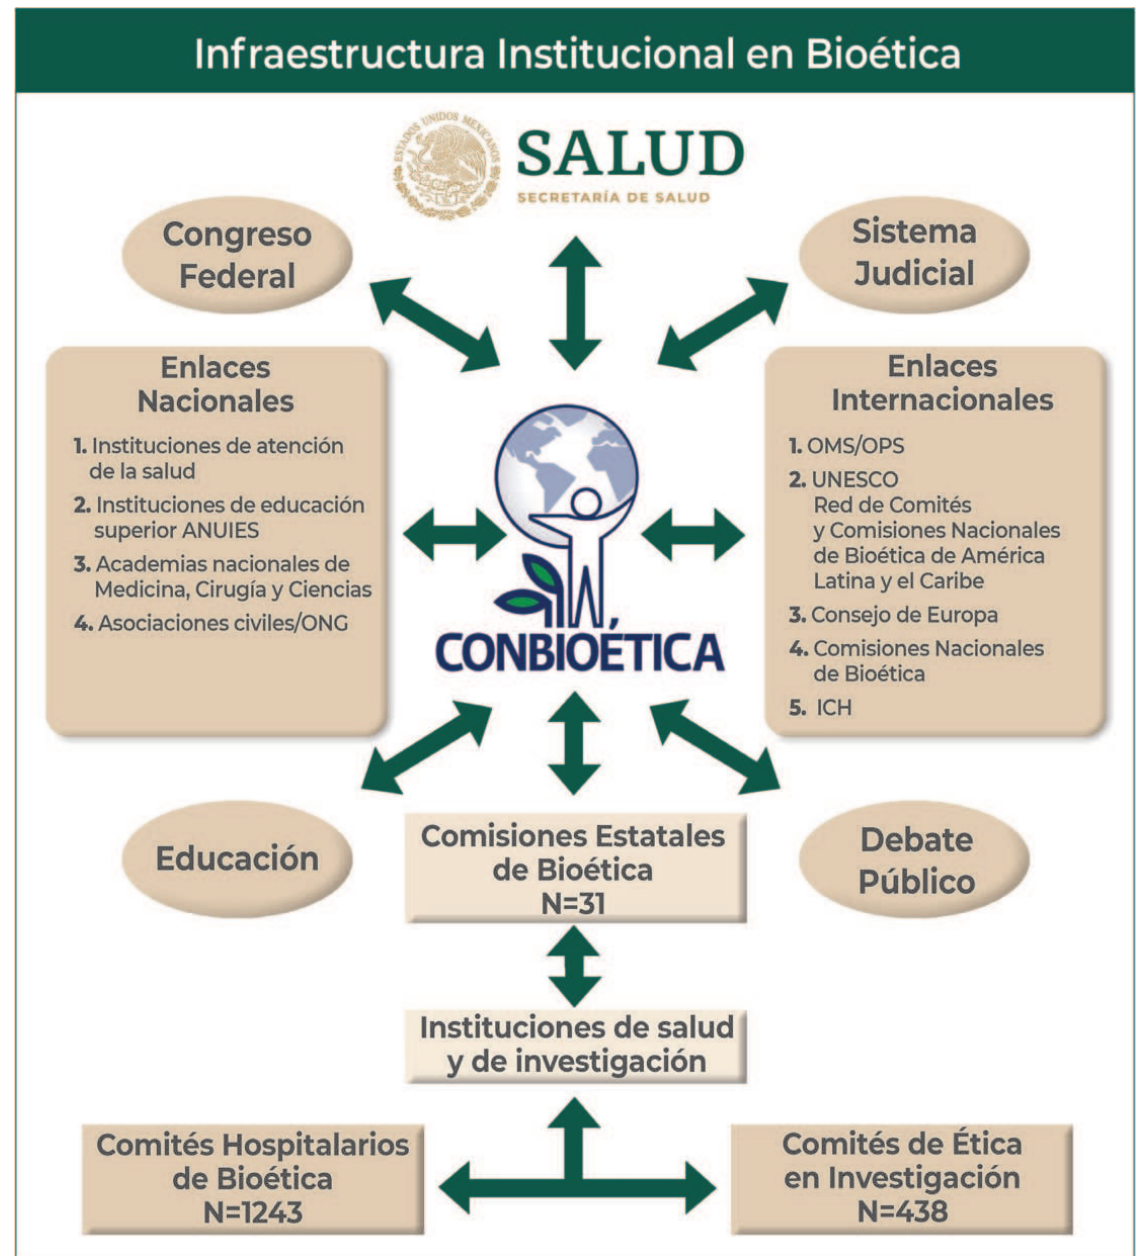 Infraestructura Institucional en Bioética
ESTADOS UNIDOS MEXICANOS
SALUD
SECRETARÍA DE SALUD
Congreso
Federal
Sistema
Judicial
Enlaces
Nacionales
1. Instituciones de atención
de la salud
2. Instituciones de educación
superior ANUIES
3. Academias nacionales de
Medicina, Cirugía y Ciencias
4. Asociaciones civiles/ONG
CONBIOÉTICA
Enlaces
Internacionales
1. OMS/OPS
2. UNESCO
Red de Comités
y Comisiones Nacionales
de Bioética de América
Latina y el Caribe
3. Consejo de Europa
4. Comisiones Nacionales
de Bioética
5. ICH
Educación
Comisiones Estatales
de Bioética
N=31
Debate
Público
Instituciones de salud
y de investigación
Comités Hospitalarios
de Bioética
N=1243
Comités de Ética
en Investigación
N=438